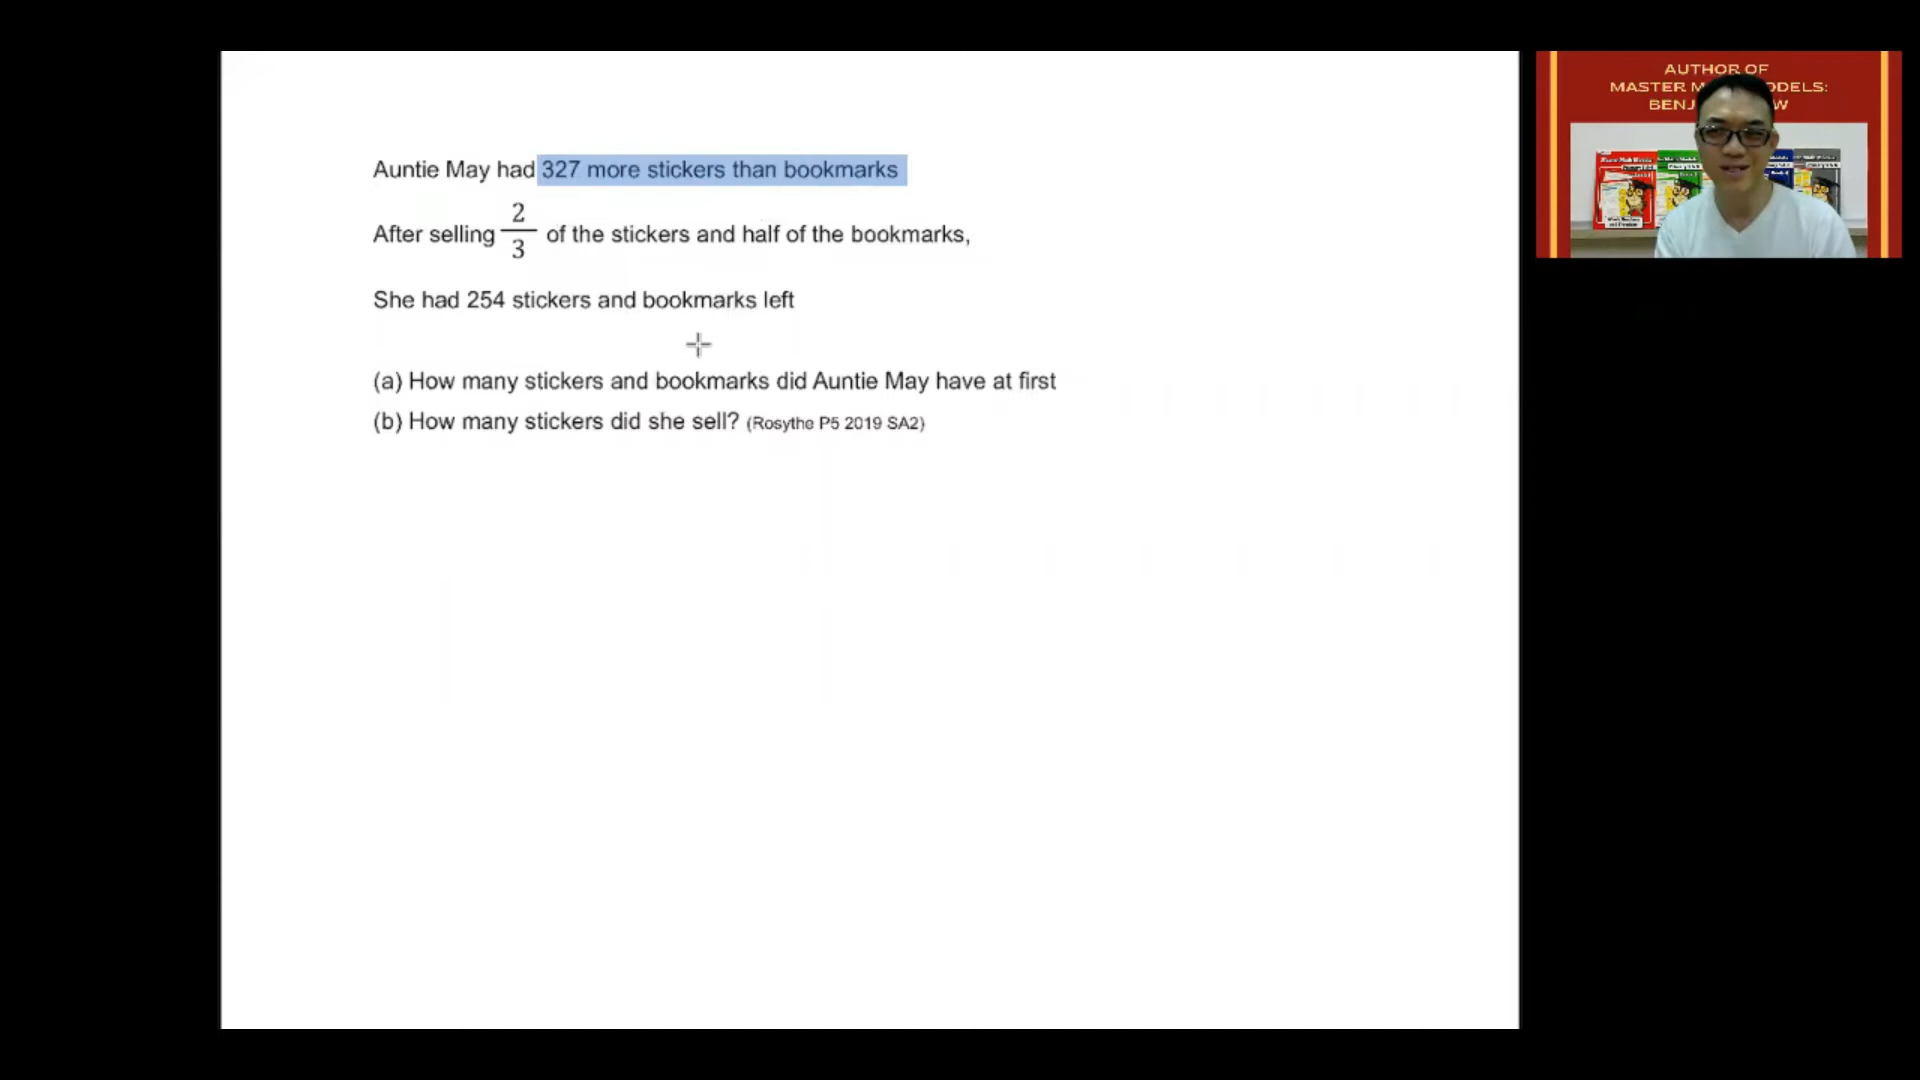 AUTHOR OF
MASTER M ODELS:
BENJ W
Auntie May had 327 more stickers than bookmarks
After selling 2/3 of the stickers and half of the bookmarks,
She had 254 stickers and bookmarks left
(a) How many stickers and bookmarks did Auntie May have at first
(b) How many stickers did she sell? (Rosythe P5 2019 SA2)